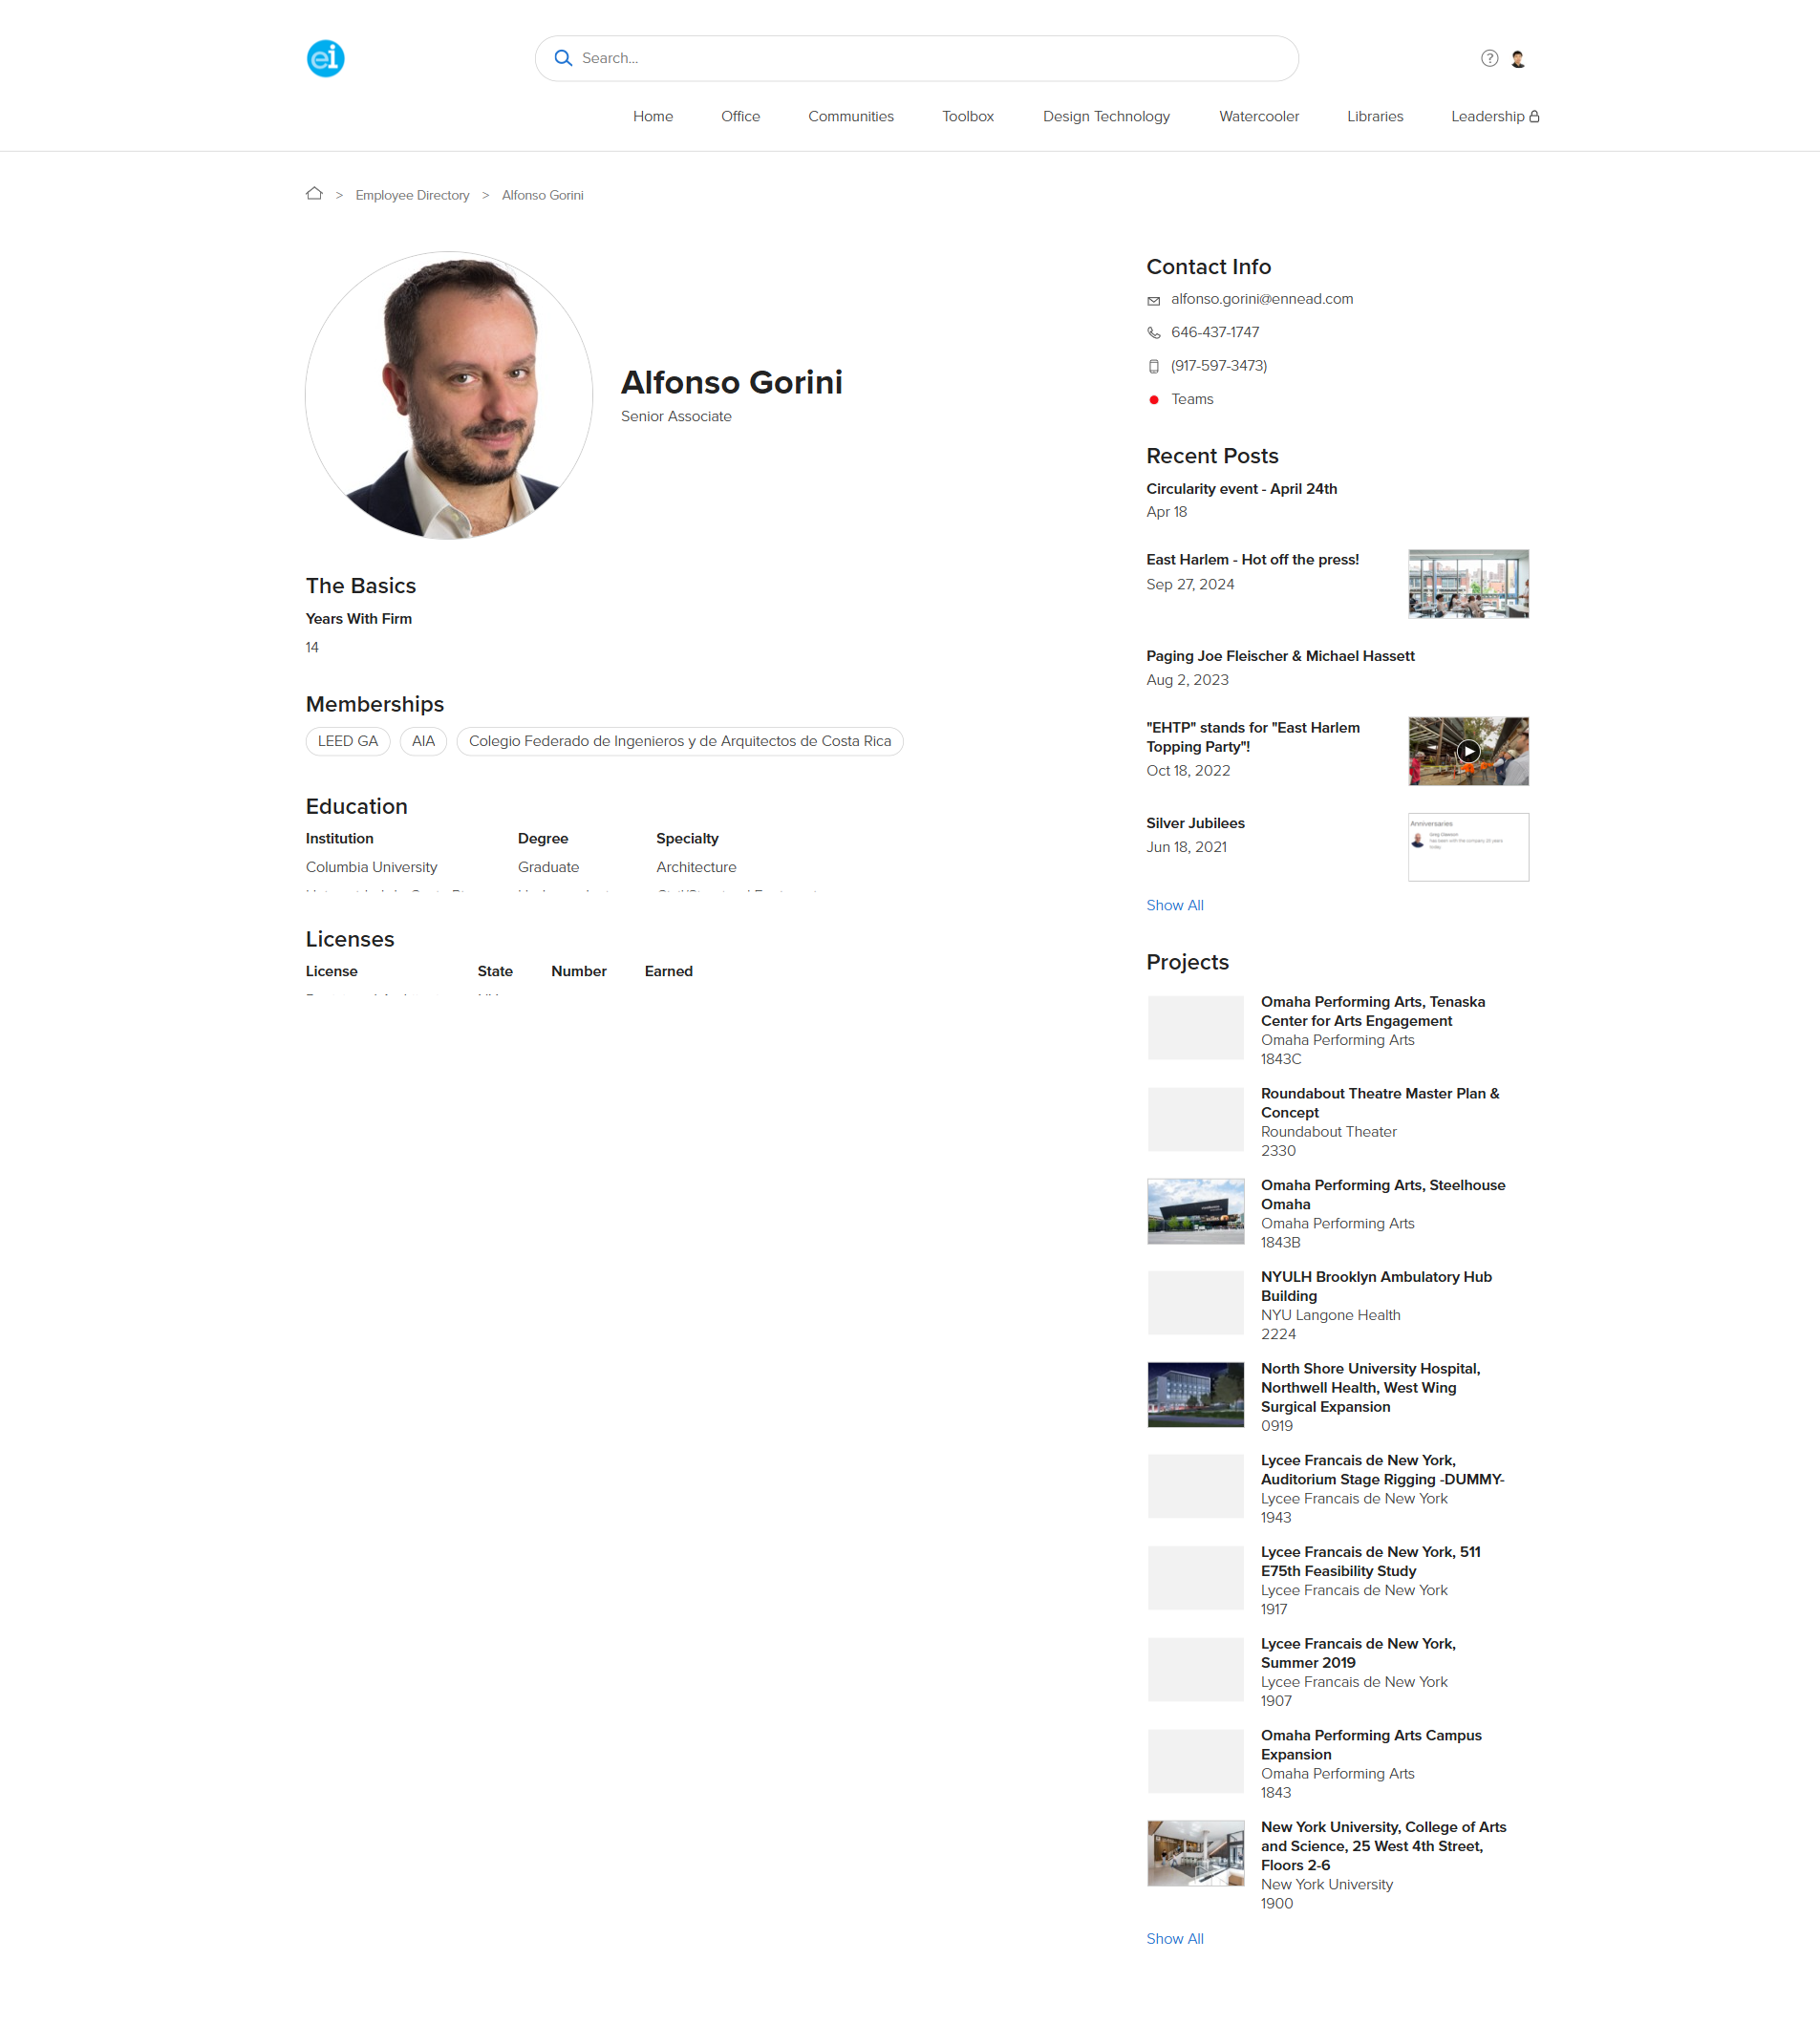 ei
Search...
Home Office Communities Toolbox Design Technology Watercooler Libraries Leadership
> Employee Directory > Alfonso Gorini
Alfonso Gorini
Senior Associate
The Basics
Years With Firm
14
Memberships
LEED GA AIA Colegio Federado de Ingenieros y de Arquitectos de Costa Rica
Education
Institution Degree Specialty
Columbia University Graduate Architecture
Licenses
License State Number Earned
Contact Info
alfonso.gorini@ennead.com
646-437-1747
(917-597-3473)
Teams
Recent Posts
Circularity event - April 24th
Apr 18
East Harlem - Hot off the press!
Sep 27, 2024
Paging Joe Fleischer & Michael Hassett
Aug 2, 2023
"EHTP" stands for "East Harlem
Topping Party"!
Oct 18, 2022
Silver Jubilees
Jun 18, 2021
Anniversaries
Show All
Projects
Omaha Performing Arts, Tenaska
Center for Arts Engagement
Omaha Performing Arts
1843C
Roundabout Theatre Master Plan &
Concept
Roundabout Theater
2330
Omaha Performing Arts, Steelhouse
Omaha
Omaha Performing Arts
1843B
NYULH Brooklyn Ambulatory Hub
Building
NYU Langone Health
2224
North Shore University Hospital,
Northwell Health, West Wing
Surgical Expansion
0919
Lycee Francais de New York,
Auditorium Stage Rigging -DUMMY-
Lycee Francais de New York
1943
Lycee Francais de New York, 511
E75th Feasibility Study
Lycee Francais de New York
1917
Lycee Francais de New York,
Summer 2019
Lycee Francais de New York
1907
Omaha Performing Arts Campus
Expansion
Omaha Performing Arts
1843
New York University, College of Arts
and Science, 25 West 4th Street,
Floors 2-6
New York University
1900
Show All